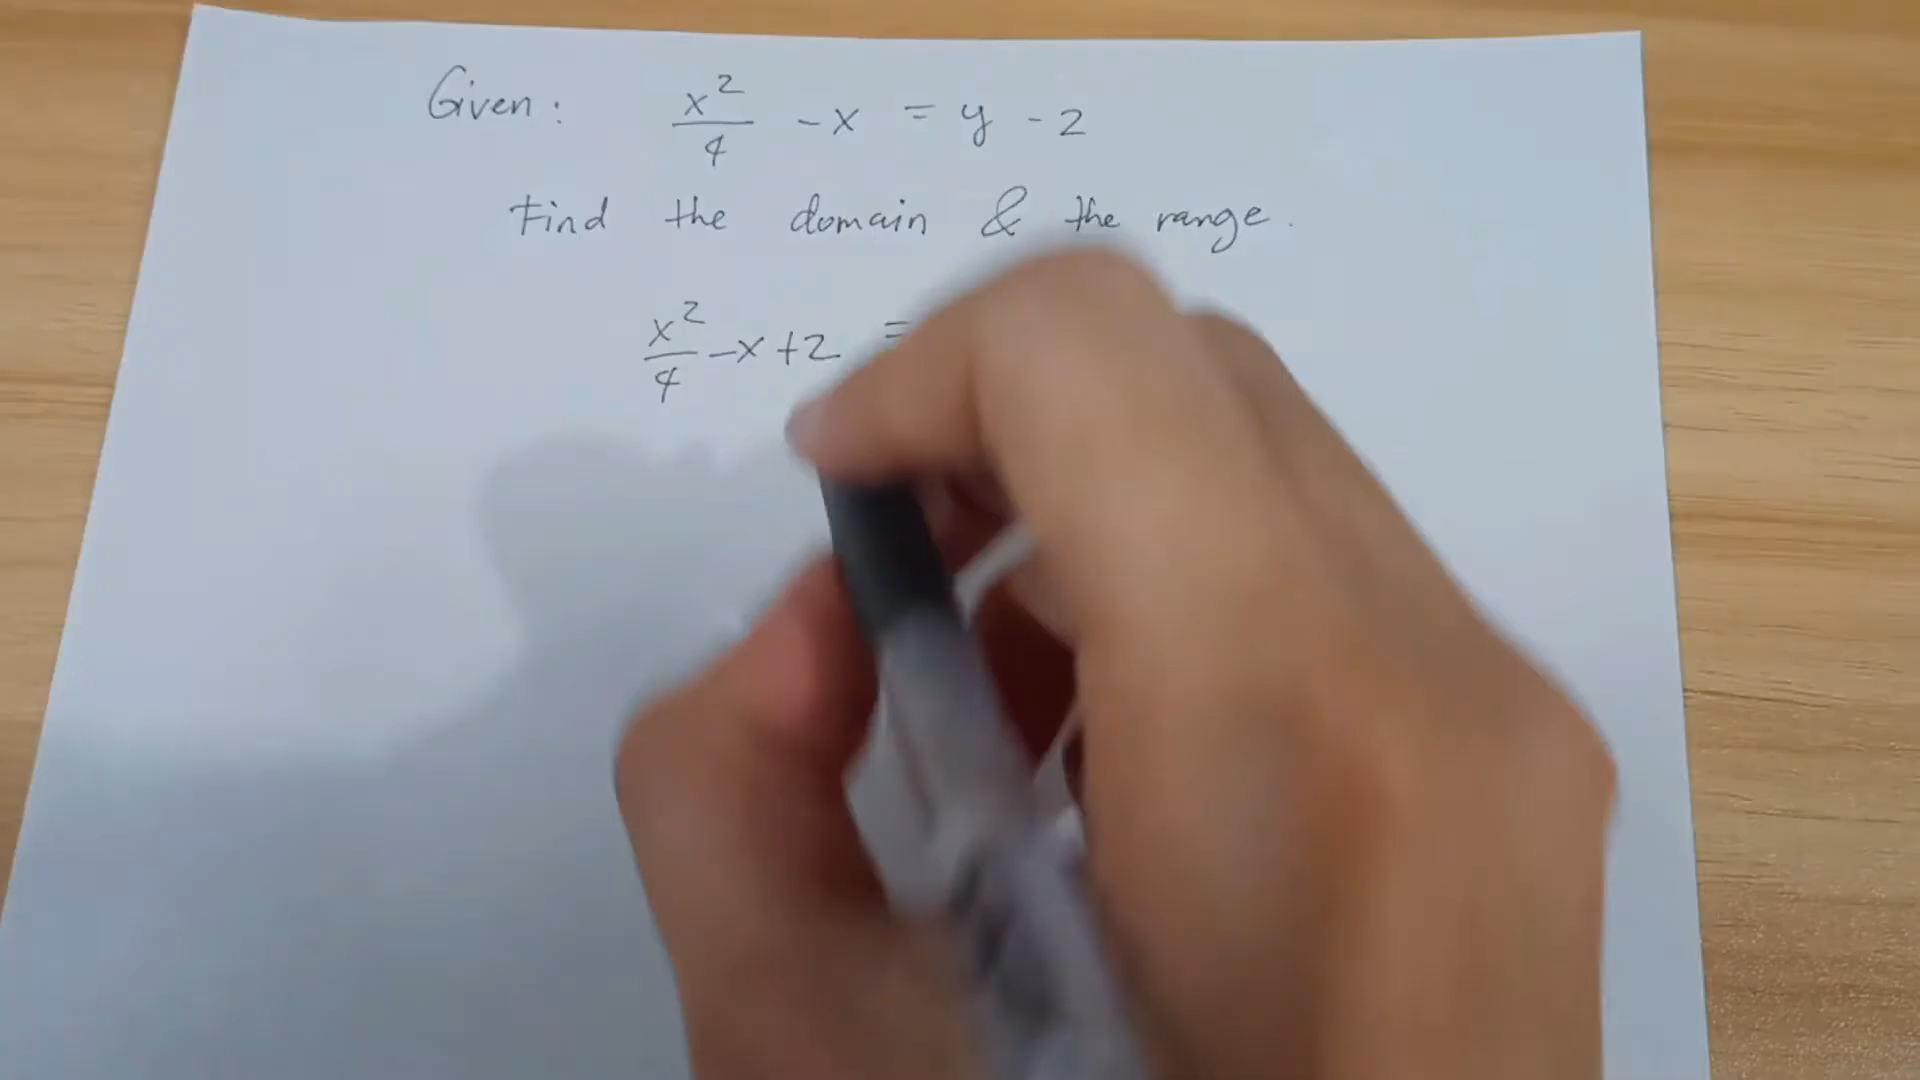 Given: x²/4 - x = y - 2
Find the domain & the range.
x²/4 - x + 2 =